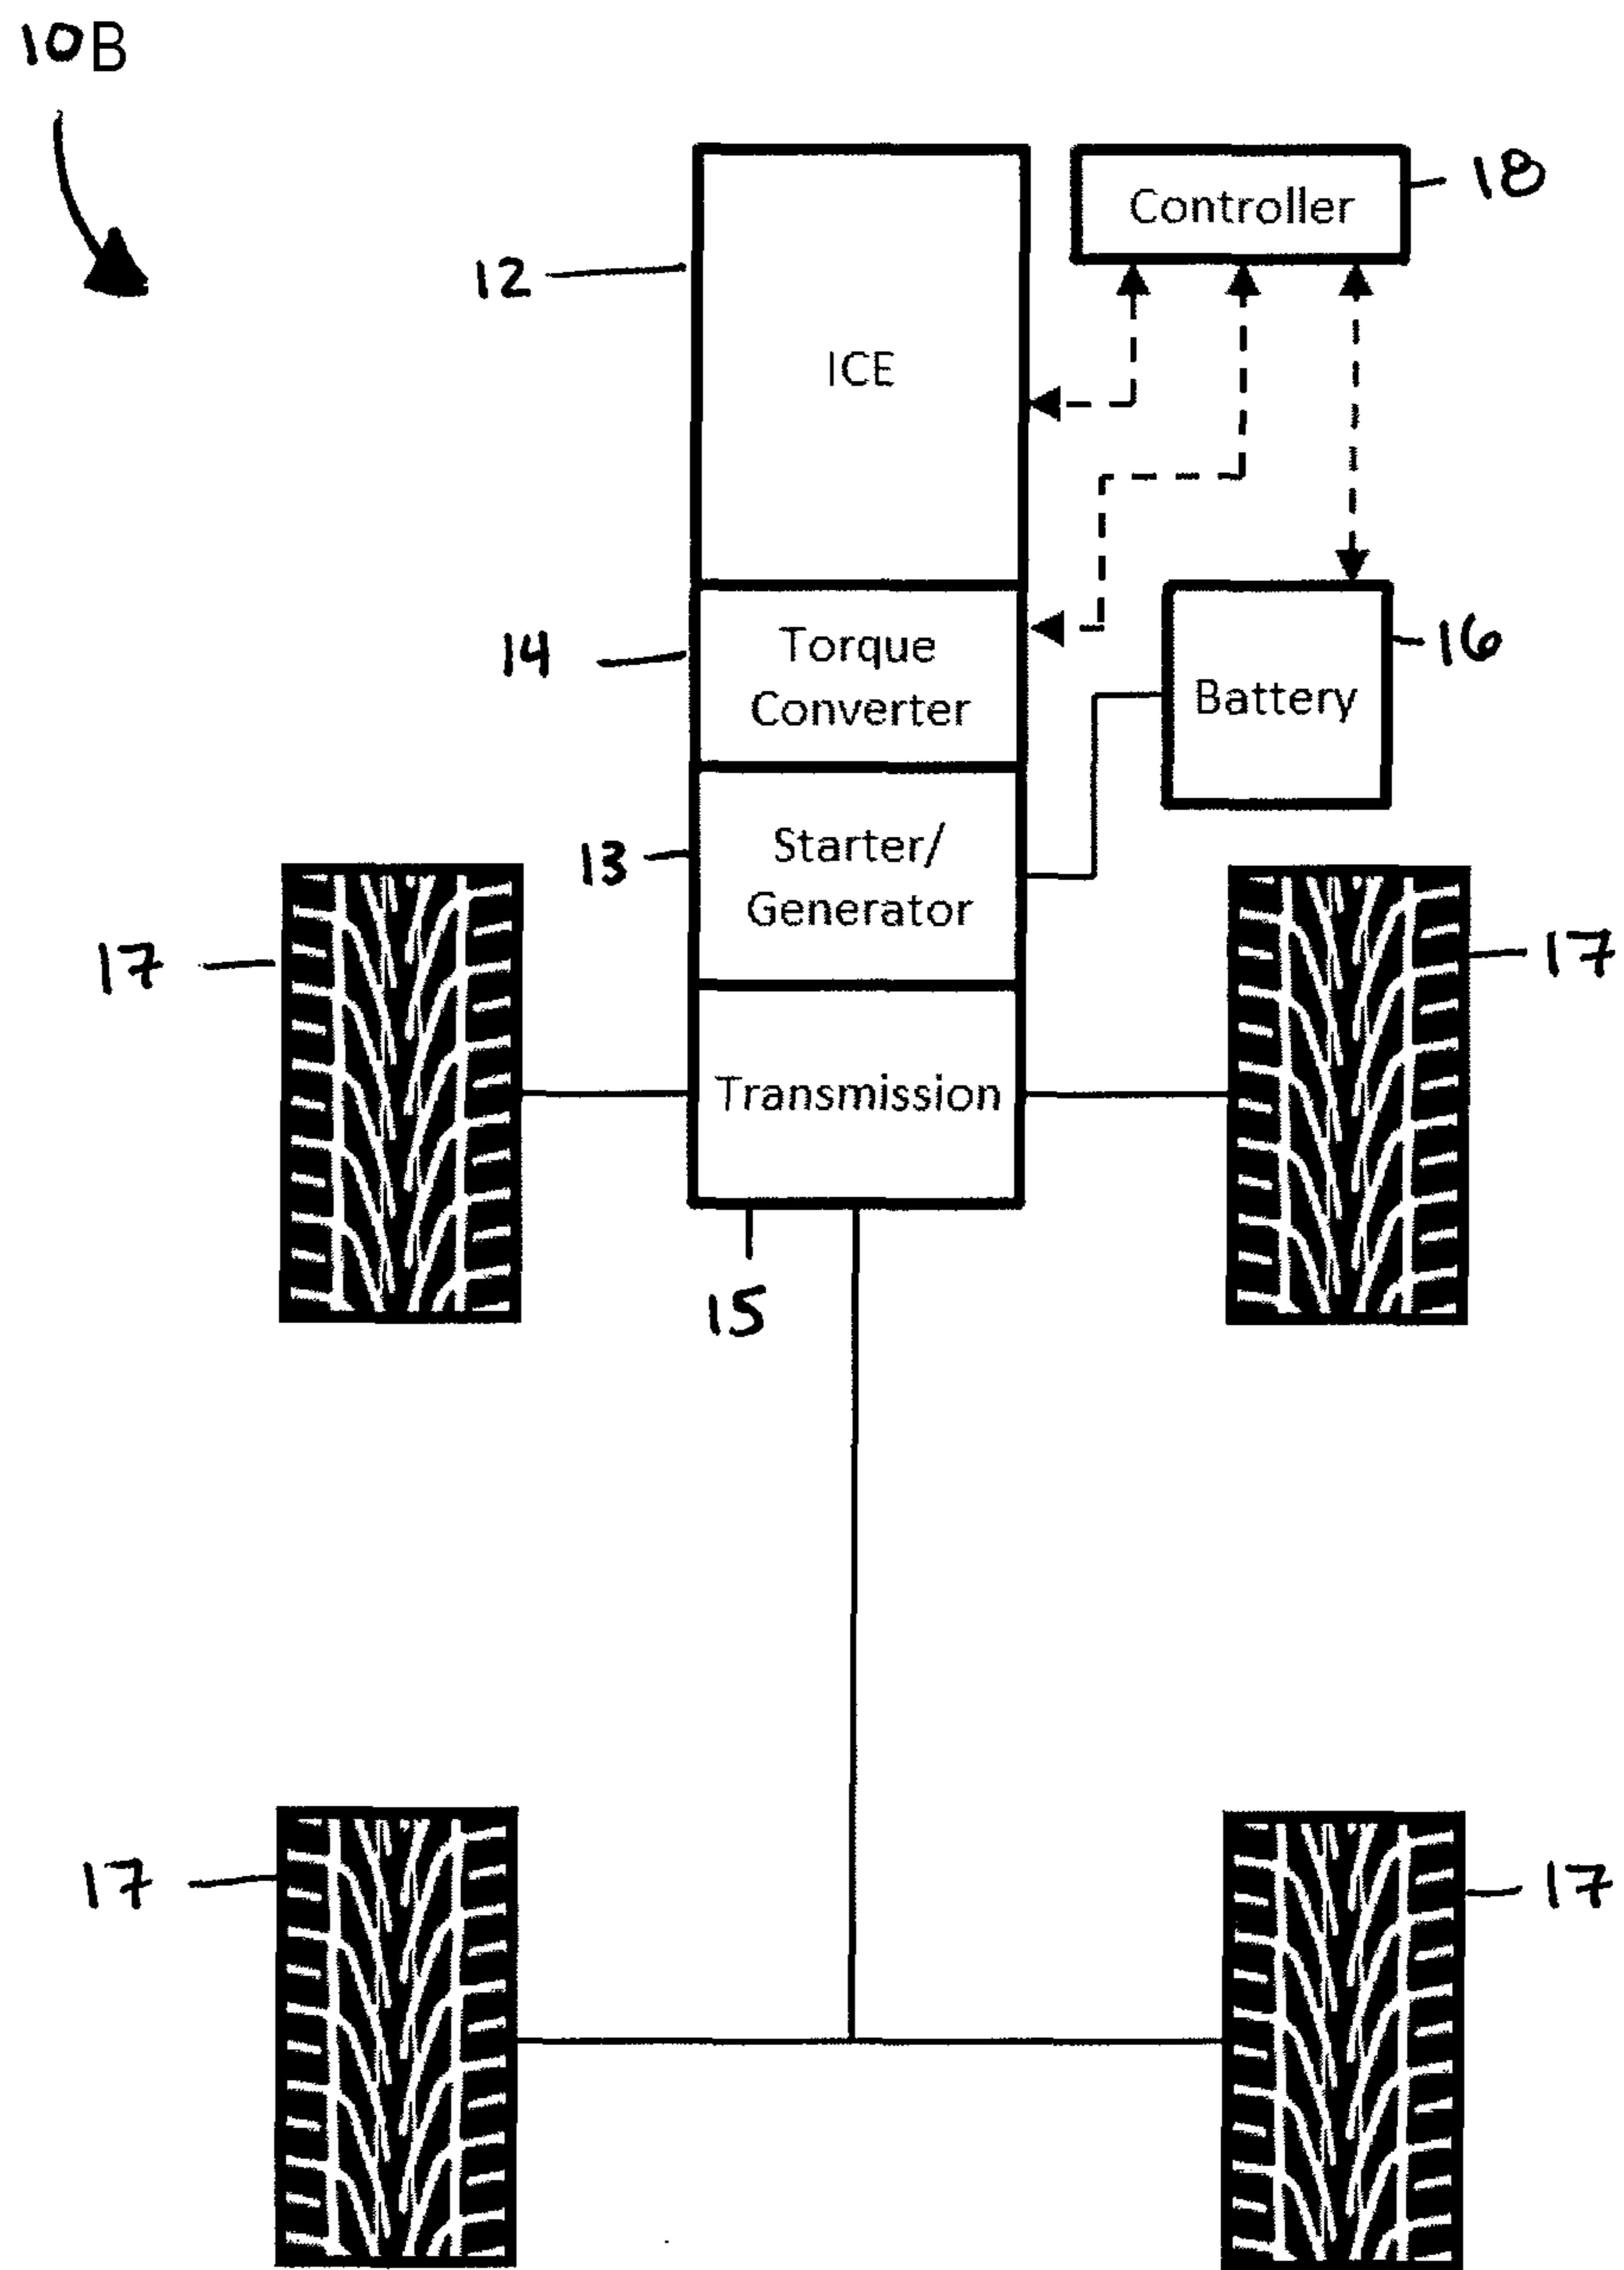 10B
Controller
18
12
ICE
14
Torque
Converter
16
Battery
13
Starter/
Generator
17
17
Transmission
15
17
17